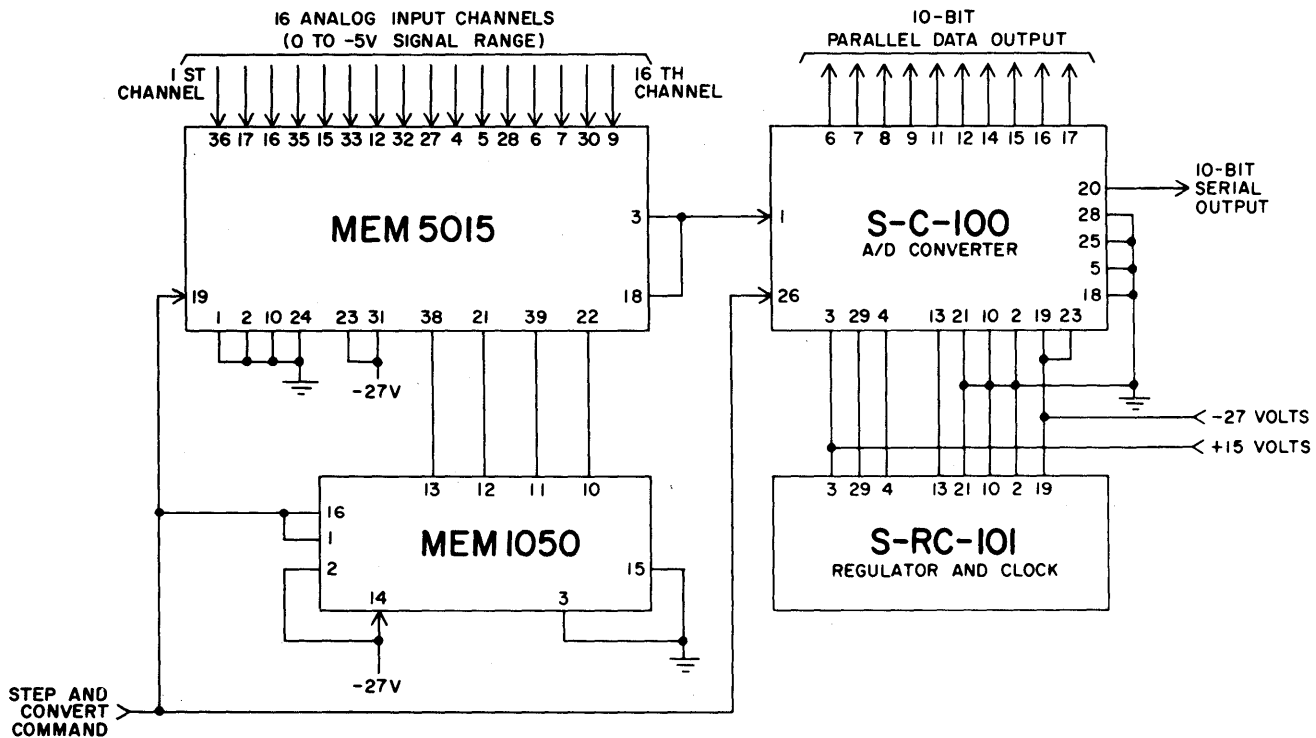 16 ANALOG INPUT CHANNELS
(0 TO -5V SIGNAL RANGE)
1 ST
CHANNEL
16 TH
CHANNEL
36 17 16 35 15 33 12 32 27 4 5 28 6 7 30 9
MEM 5015
3
18
19
1 2 10 24 23 31 38 21 39 22
-27V
13 12 11 10
16
1
2
MEM 1050
15
14
3
-27V
STEP AND
CONVERT
COMMAND
10-BIT
PARALLEL DATA OUTPUT
6 7 8 9 11 12 14 15 16 17
1
S-C-100
A/D CONVERTER
26
20
28
25
5
18
10-BIT
SERIAL
OUTPUT
3 29 4 13 21 10 2 19 23
-27 VOLTS
+15 VOLTS
3 29 4 13 21 10 2 19
S-RC-101
REGULATOR AND CLOCK